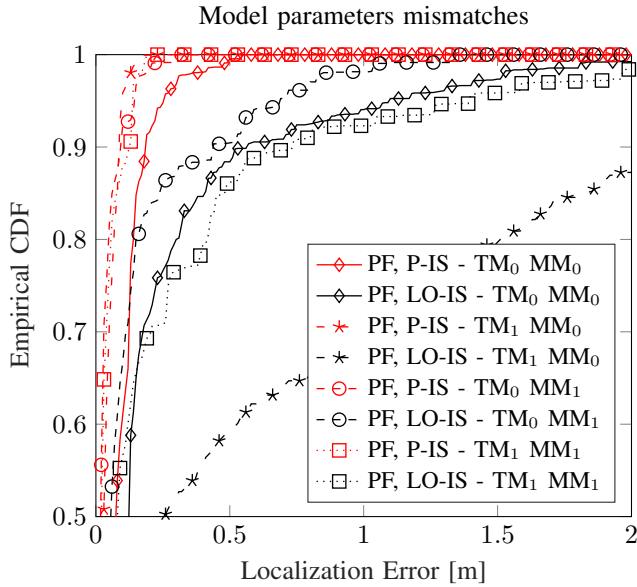 Model parameters mismatches
1
0.9
0.8
0.7
0.6
0.5
Empirical CDF
PF, P-IS - TM₀ MM₀
PF, LO-IS - TM₀ MM₀
PF, P-IS - TM₁ MM₀
PF, LO-IS - TM₁ MM₀
PF, P-IS - TM₀ MM₁
PF, LO-IS - TM₀ MM₁
PF, P-IS - TM₁ MM₁
PF, LO-IS - TM₁ MM₁
0 0.5 1 1.5 2
Localization Error [m]